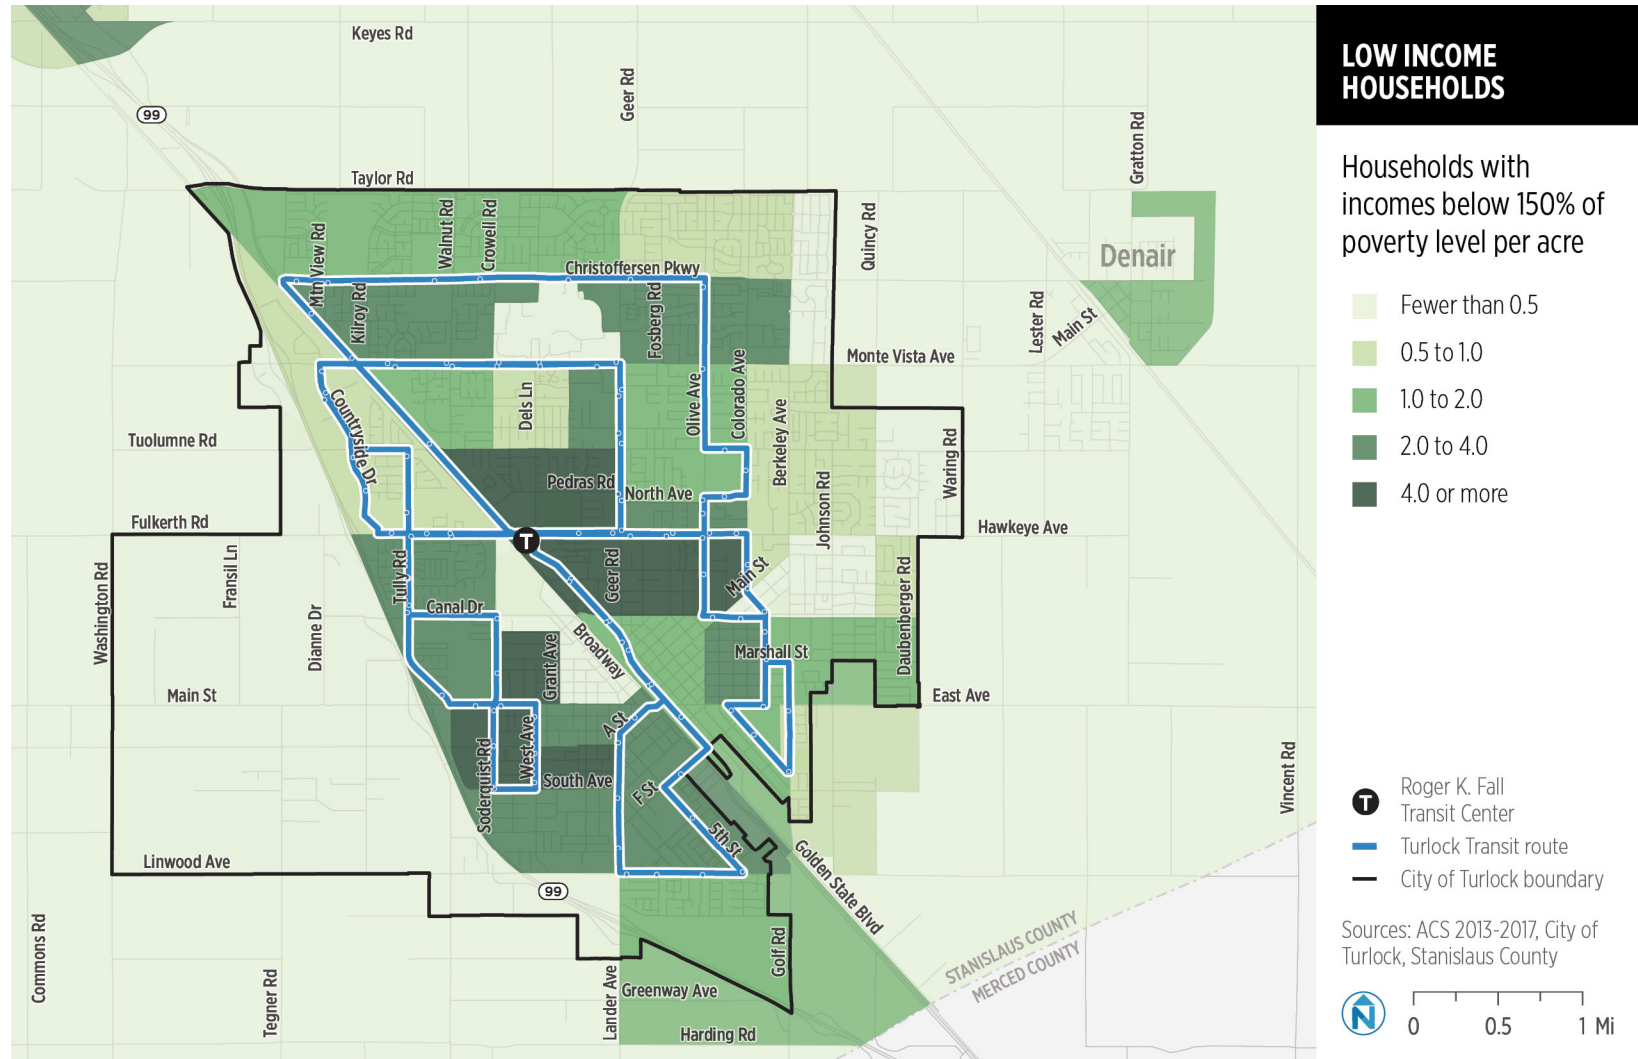 LOW INCOME
HOUSEHOLDS
Households with
incomes below 150% of
poverty level per acre
Fewer than 0.5
0.5 to 1.0
1.0 to 2.0
2.0 to 4.0
4.0 or more
T
Roger K. Fall
Transit Center
Turlock Transit route
City of Turlock boundary
Sources: ACS 2013-2017, City of
Turlock, Stanislaus County
N
0 0.5 1 Mi
Keyes Rd
99
Geer Rd
Gratton Rd
Taylor Rd
Mtn View Rd
Walnut Rd
Crowell Rd
Quincy Rd
Denair
Christoffersen Pkwy
Kilroy Rd
Fosberg Rd
Lester Rd
Main St
Monte Vista Ave
Countryside Dr
Dels Ln
Olive Ave
Colorado Ave
Berkeley Ave
Tuolumne Rd
Waring Rd
Pedras Rd
North Ave
Johnson Rd
Fulkerth Rd
Hawkeye Ave
T
Washington Rd
Fransil Ln
Tully Rd
Geer Rd
Main St
Daubenberger Rd
Canal Dr
Dianne Dr
Broadway
Grant Ave
Marshall St
Main St
East Ave
A St
Soderquist Rd
West Ave
South Ave
F St
Vincent Rd
5th St
Linwood Ave
Golden State Blvd
99
Commons Rd
Tegner Rd
Lander Ave
Golf Rd
STANISLAUS COUNTY
MERCED COUNTY
Greenway Ave
Harding Rd